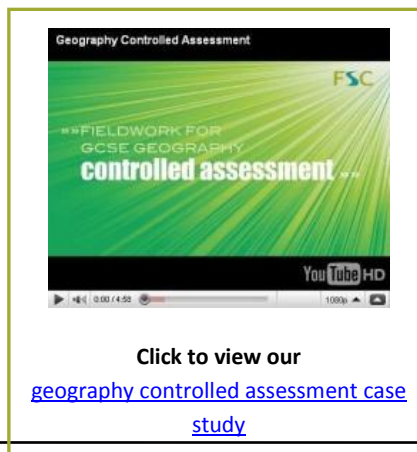 Geography Controlled Assessment
FSC
»»FIELDWORK FOR
GCSE GEOGRAPHY
controlled assessment »»
YouTube HD
0:00 / 4:53
1080p
Click to view our
geography controlled assessment case
study